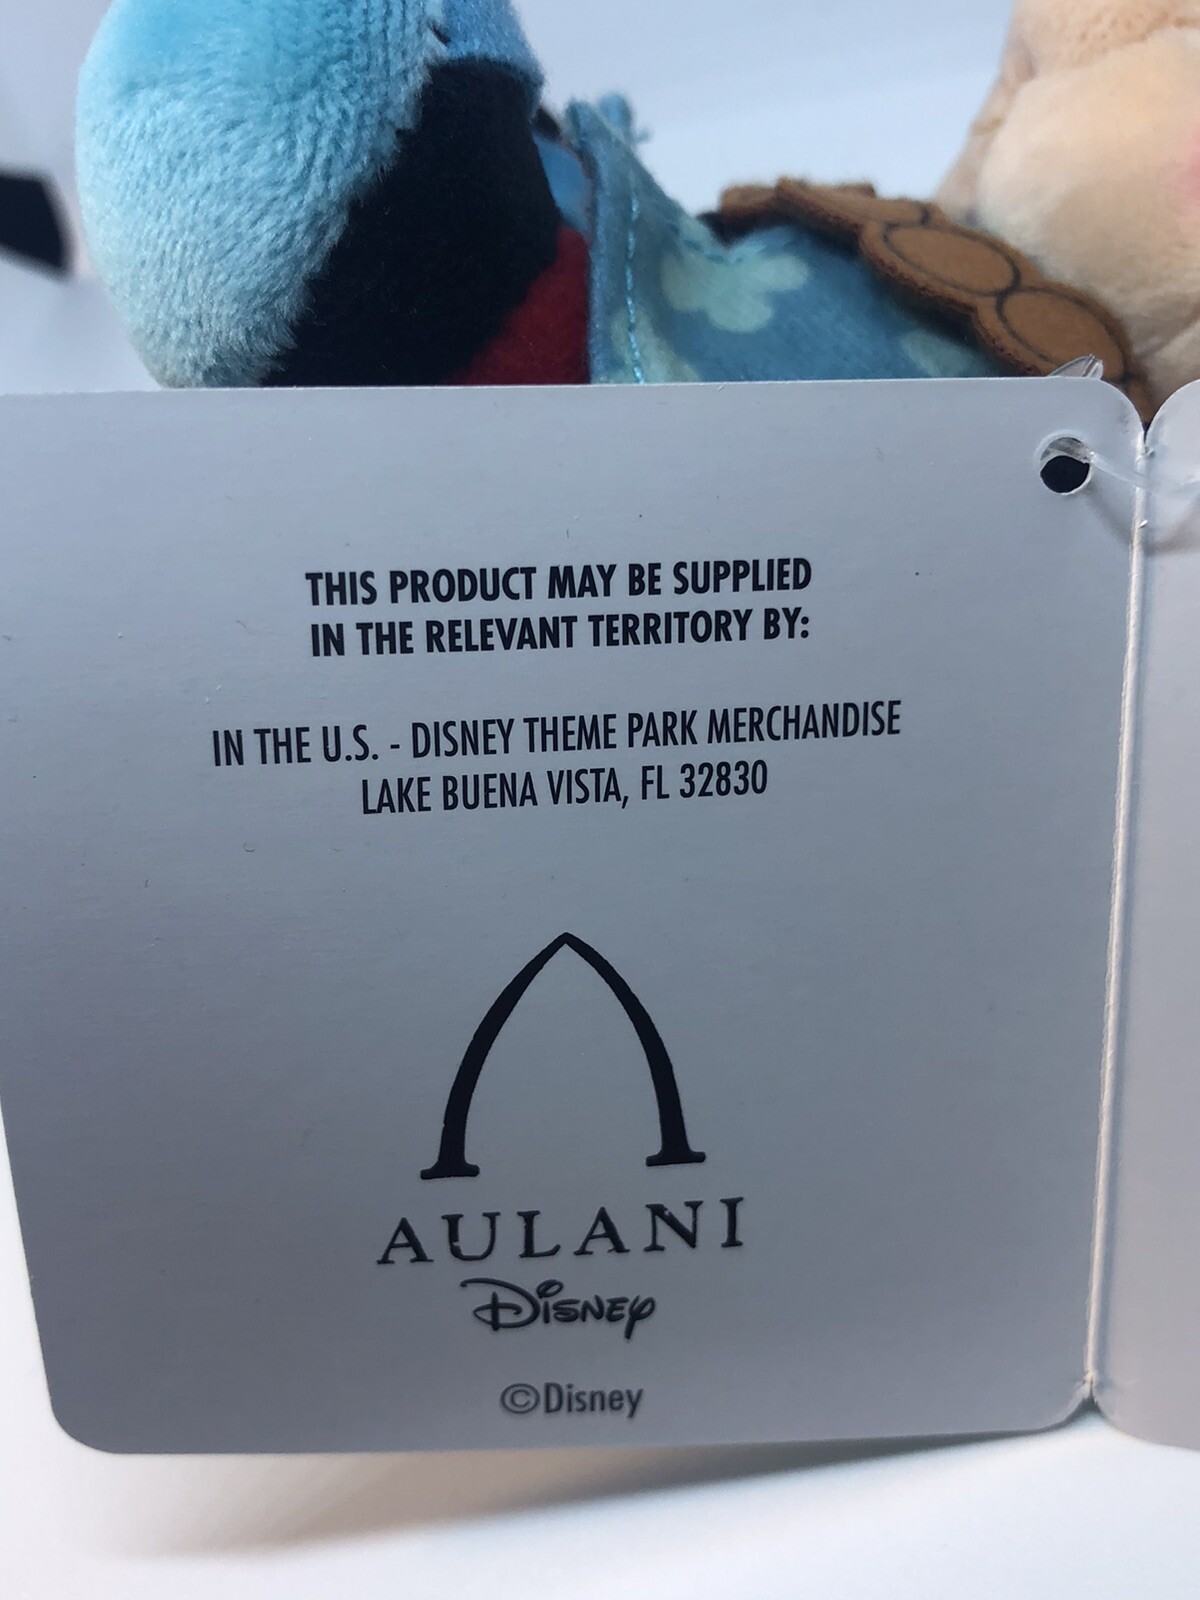 THIS PRODUCT MAY BE SUPPLIED
IN THE RELEVANT TERRITORY BY:
IN THE U.S. - DISNEY THEME PARK MERCHANDISE
LAKE BUENA VISTA, FL 32830
AULANI
Disney
©Disney